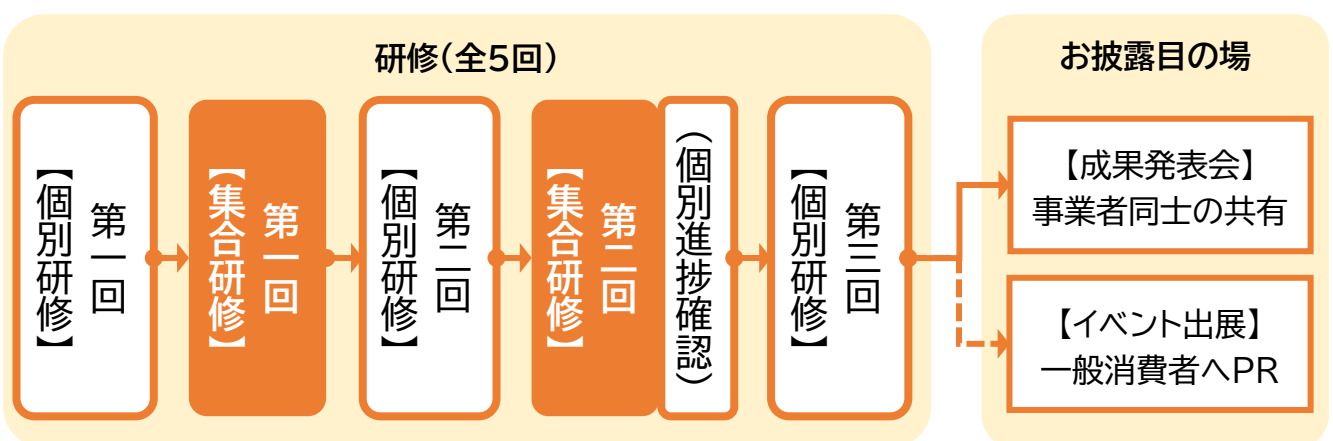 研修(全5回)
第一回
【個別研修】
第一回
【集合研修】
第二回
【個別研修】
第二回
【集合研修】
(個別進捗確認)
第三回
【個別研修】
お披露目の場
【成果発表会】
事業者同士の共有
【イベント出展】
一般消費者へPR